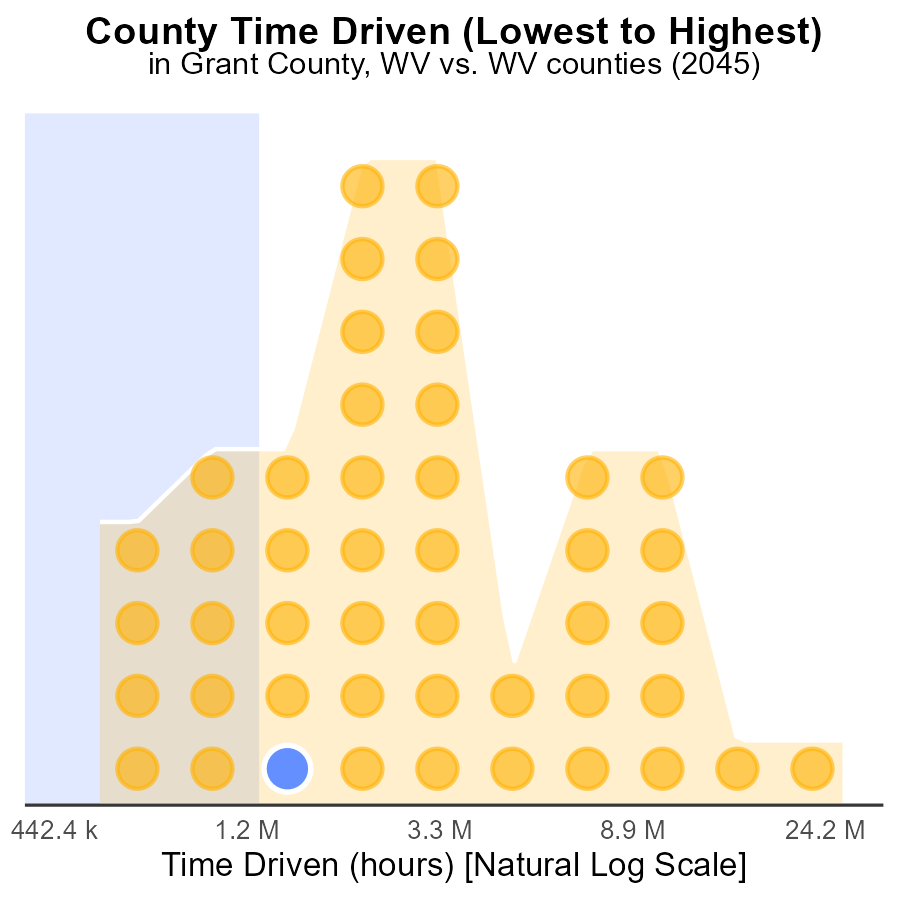 County Time Driven (Lowest to Highest)
in Grant County, WV vs. WV counties (2045)
442.4 k 1.2 M 3.3 M 8.9 M 24.2 M
Time Driven (hours) [Natural Log Scale]